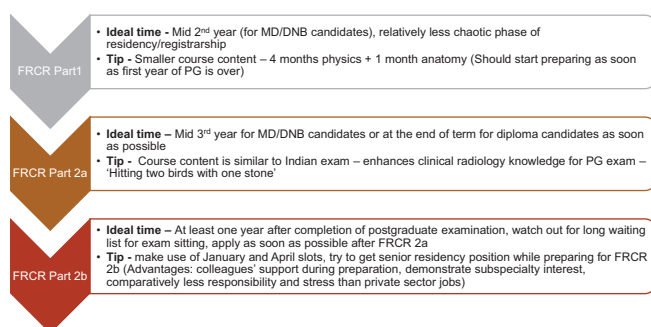 FRCR Part1
• Ideal time - Mid 2nd year (for MD/DNB candidates), relatively less chaotic phase of
residency/registrarship
• Tip - Smaller course content – 4 months physics + 1 month anatomy (Should start preparing as soon
as first year of PG is over)
FRCR Part 2a
• Ideal time – Mid 3rd year for MD/DNB candidates or at the end of term for diploma candidates as soon
as possible
• Tip - Course content is similar to Indian exam – enhances clinical radiology knowledge for PG exam –
‘Hitting two birds with one stone’
FRCR Part 2b
• Ideal time – At least one year after completion of postgraduate examination, watch out for long waiting
list for exam sitting, apply as soon as possible after FRCR 2a
• Tip - make use of January and April slots, try to get senior residency position while preparing for FRCR
2b (Advantages: colleagues’ support during preparation, demonstrate subspecialty interest,
comparatively less responsibility and stress than private sector jobs)